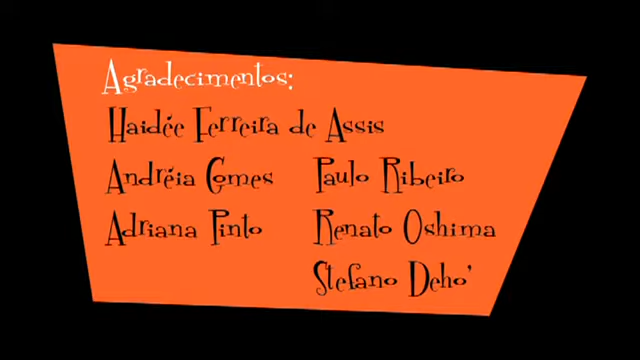 Agradecimentos:
Haidée Ferreira de Assis
Andréia Gomes Paulo Ribeiro
Adriana Pinto Renato Oshima
Stefano Deho'